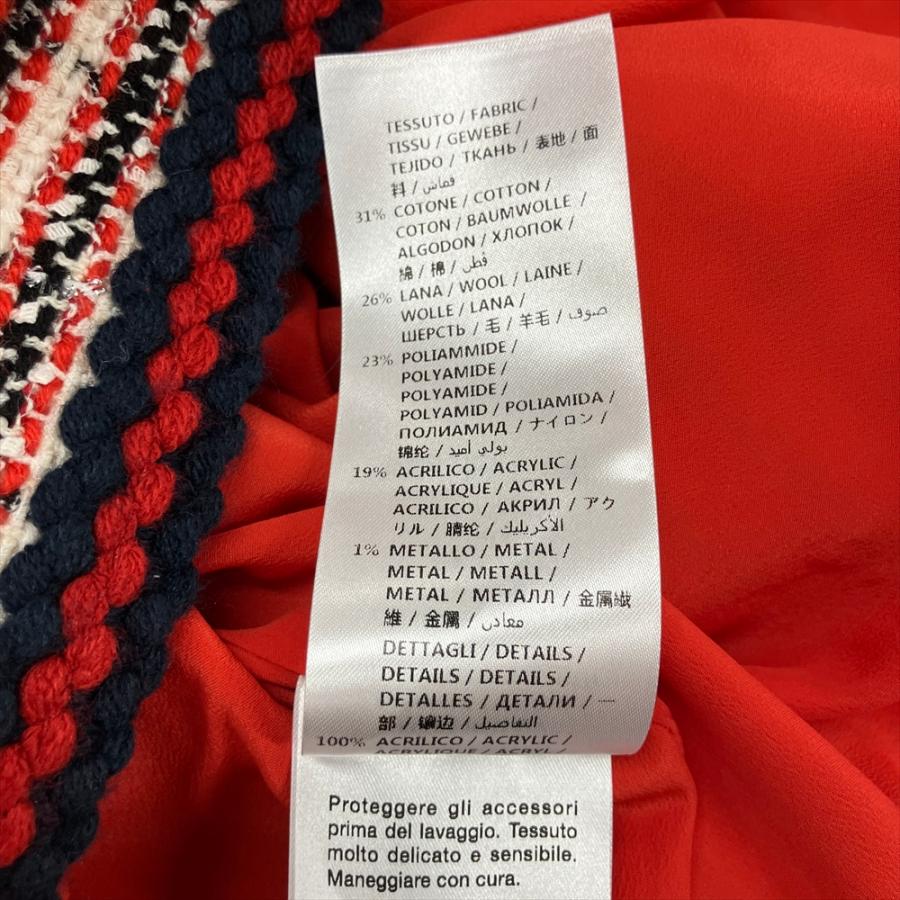 TESSUTO / FABRIC /
TISSU / GEWEBE /
TEJIDO / ТКАНЬ / 表地 / 面
料 / قماش /
31% COTONE / COTTON /
COTON / BAUMWOLLE /
ALGODON / ХЛОПОК /
綿 / 棉 / قطن /
26% LANA / WOOL / LAINE /
WOLLE / LANA /
ШЕРСТЬ / 毛 / 羊毛 / صوف /
23% POLIAMMIDE /
POLYAMIDE /
POLYAMIDE /
POLYAMID / POLIAMIDA /
ПОЛИАМИД / ナイロン /
锦纶 / بولي أميد /
19% ACRILICO / ACRYLIC /
ACRYLIQUE / ACRYL /
ACRILICO / АКРИЛ / アク
リル / 腈纶 / الأكريليك /
1% METALLO / METAL /
METAL / METALL /
METAL / МЕТАЛЛ / 金属繊
維 / 金属 / معادن /
DETTAGLI / DETAILS /
DETAILS / DETAILS /
DETALLES / ДЕТАЛИ / 一
部 / 镶边 / التفاصيل /
100% ACRILICO / ACRYLIC /
ACRYLIQUE / ACRYL /
Proteggere gli accessori
prima del lavaggio. Tessuto
molto delicato e sensibile.
Maneggiare con cura.